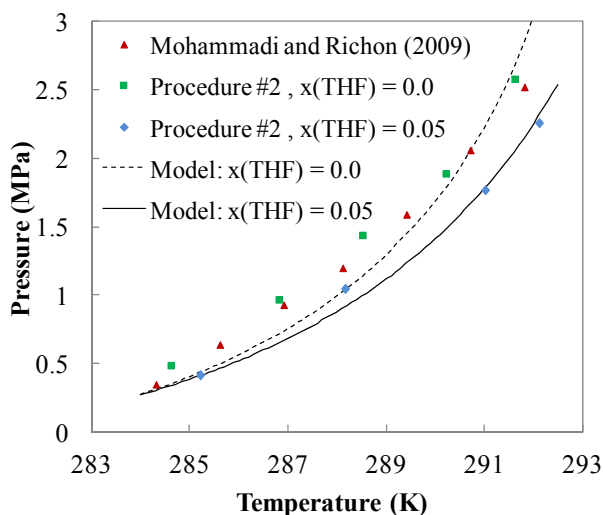 3
2.5
2
1.5
1
0.5
0
Pressure (MPa)
Mohammadi and Richon (2009)
Procedure #2 , x(THF) = 0.0
Procedure #2 , x(THF) = 0.05
Model: x(THF) = 0.0
Model: x(THF) = 0.05
283 285 287 289 291 293
Temperature (K)